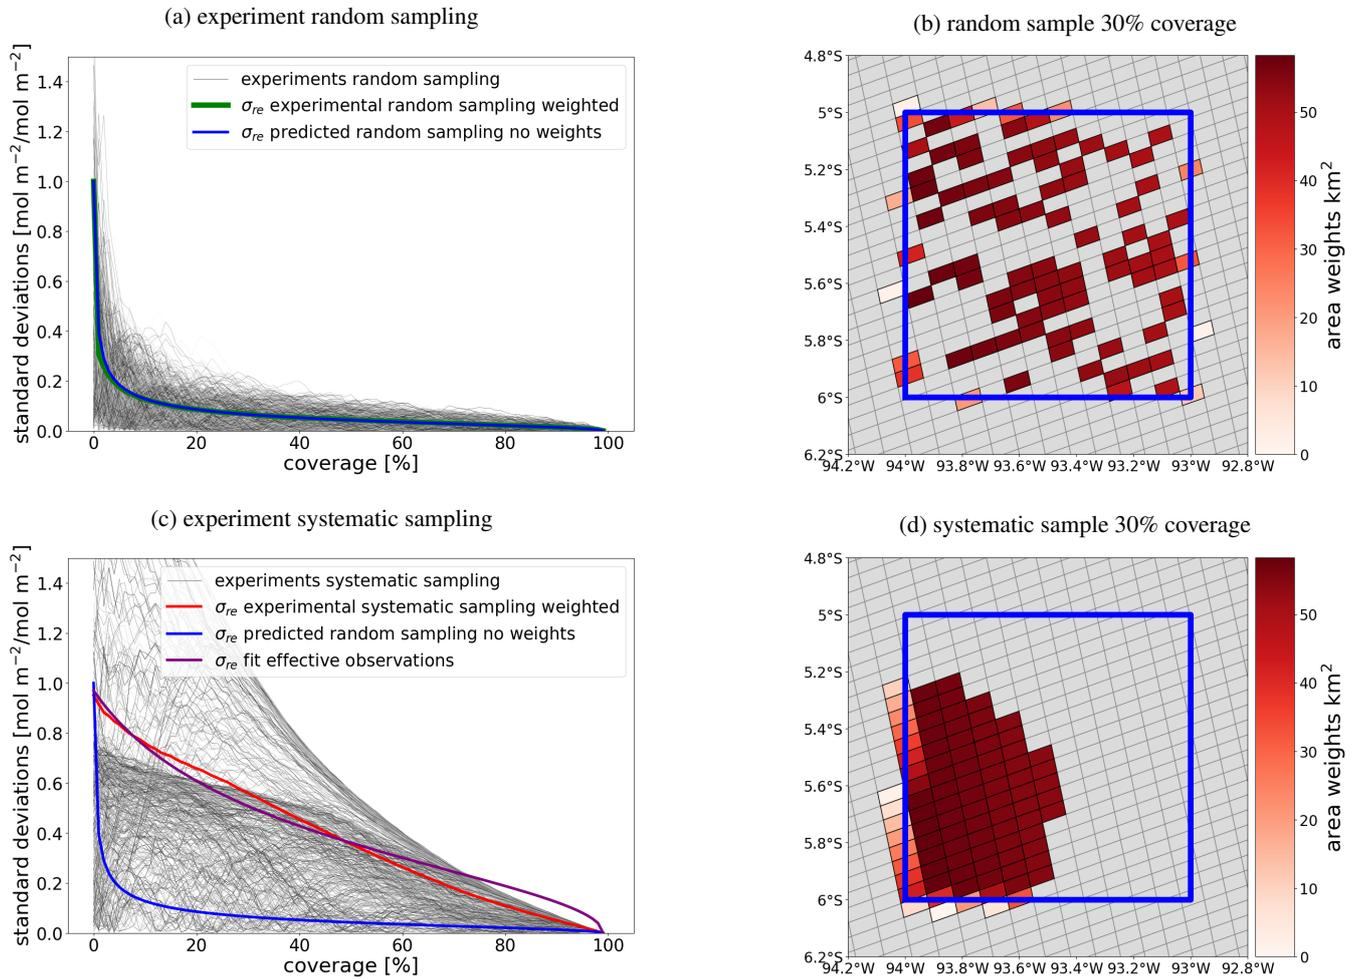 (a) experiment random sampling
standard deviations [mol m⁻²/mol m⁻²]
1.4
1.2
1.0
0.8
0.6
0.4
0.2
0.0
experiments random sampling
σre experimental random sampling weighted
σre predicted random sampling no weights
0 20 40 60 80 100
coverage [%]
(b) random sample 30% coverage
4.8°S
5°S
5.2°S
5.4°S
5.6°S
5.8°S
6°S
6.2°S
94.2°W 94°W 93.8°W 93.6°W 93.4°W 93.2°W 93°W 92.8°W
50
40
30
20
10
0
area weights km²
(c) experiment systematic sampling
standard deviations [mol m⁻²/mol m⁻²]
1.4
1.2
1.0
0.8
0.6
0.4
0.2
0.0
experiments systematic sampling
σre experimental systematic sampling weighted
σre predicted random sampling no weights
σre fit effective observations
0 20 40 60 80 100
coverage [%]
(d) systematic sample 30% coverage
4.8°S
5°S
5.2°S
5.4°S
5.6°S
5.8°S
6°S
6.2°S
94.2°W 94°W 93.8°W 93.6°W 93.4°W 93.2°W 93°W 92.8°W
50
40
30
20
10
0
area weights km²